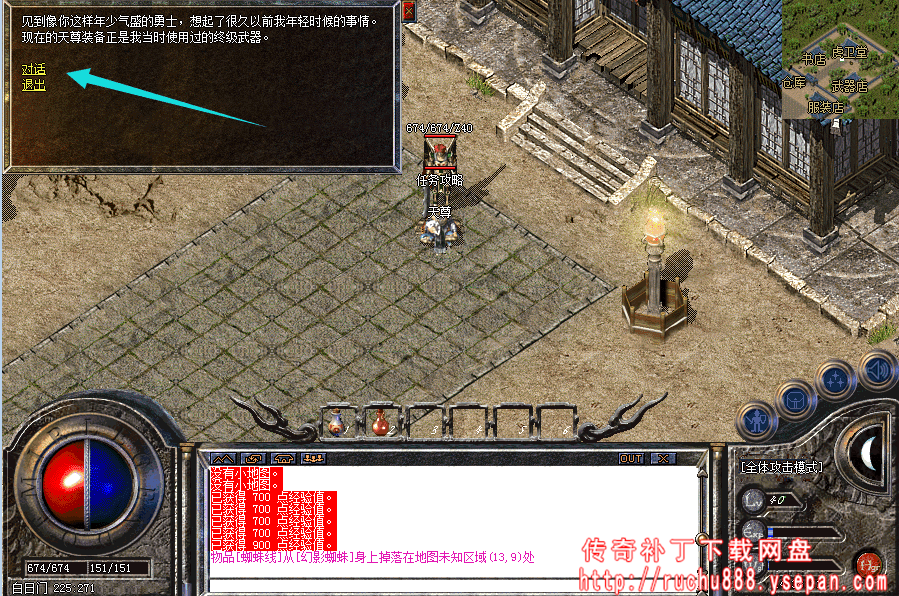 见到像你这样年少气盛的勇士，想起了很久以前我年轻时候的事情。
现在的天尊装备正是我当时使用过的终级武器。
对话
退出
书店
虎卫堂
仓库
武器店
服装店
674/674/Z40
任务攻略
天尊
3
4
5
6
OUT
没有小地图。
没有小地图。
已获得 700 点经验值。
已获得 700 点经验值。
已获得 700 点经验值。
已获得 700 点经验值。
已获得 900 点经验值。
物品[蜘蛛线]从[幻影蜘蛛]身上掉落在地图未知区域(13,9)处
[全体攻击模式]
Lv 40
Exp
674/674
151/151
白日门 225:271
传奇补丁下载网盘
http://ruchu888.ysepan.com